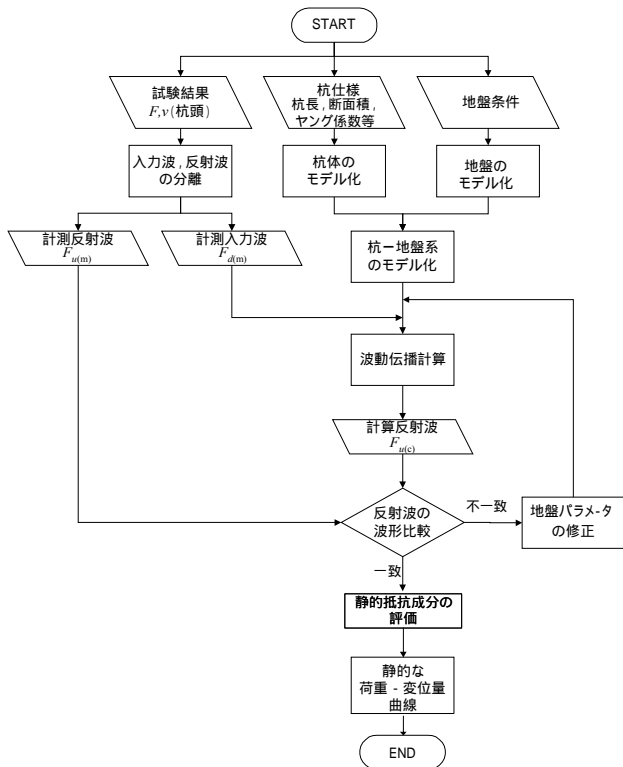 START
試験結果
F,v(杭頭)
杭仕様
杭長,断面積,
ヤング係数等
地盤条件
入力波,反射波
の分離
杭体の
モデル化
地盤の
モデル化
計測反射波
Fu(m)
計測入力波
Fd(m)
杭ー地盤系
のモデル化
波動伝播計算
計算反射波
Fu(c)
反射波の
波形比較
不一致
地盤パラメータ
の修正
一致
静的抵抗成分の
評価
静的な
荷重 - 変位量
曲線
END